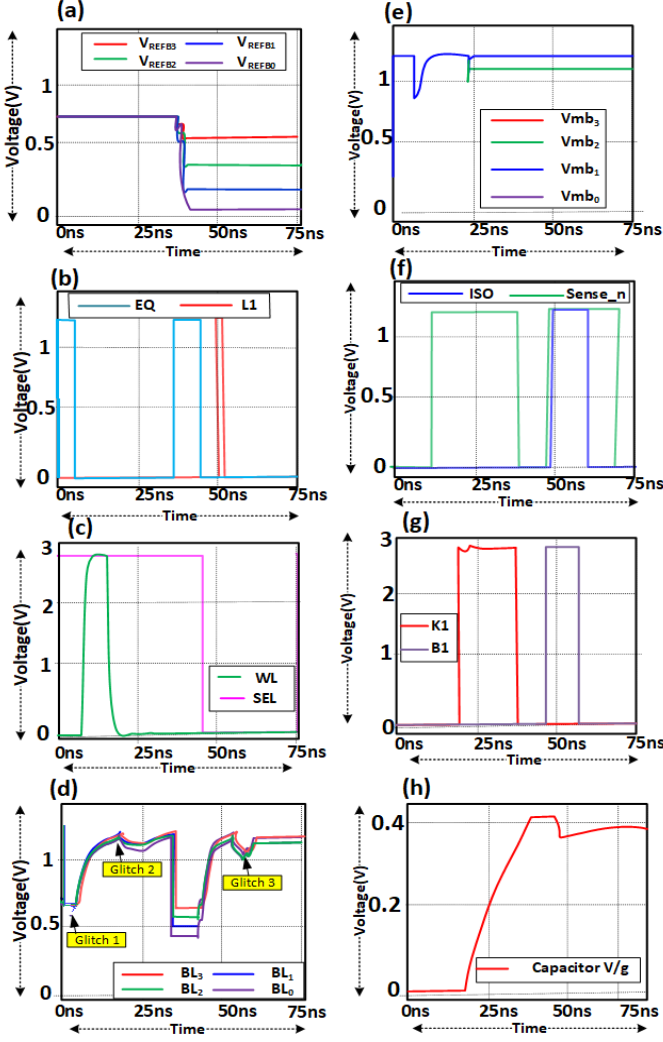 (a)
V_REFB3 V_REFB1
V_REFB2 V_REFB0
Voltage(V)
1
0.5
0
0ns 25ns 50ns 75ns
Time
(e)
Voltage(V)
1
0.5
0
Vmb3
Vmb2
Vmb1
Vmb0
0ns 25ns 50ns 75ns
Time
(b)
EQ L1
Voltage(V)
1
0.5
0
0ns 25ns 50ns 75ns
Time
(f)
ISO Sense_n
Voltage(V)
1
0.5
0
0ns 25ns 50ns 75ns
Time
(c)
Voltage(V)
3
2
1
0
WL
SEL
0ns 25ns 50ns 75ns
Time
(g)
Voltage(V)
3
2
1
0
K1
B1
0ns 25ns 50ns 75ns
Time
(d)
Voltage(V)
1.5
1
0.5
0
Glitch 2
Glitch 3
Glitch 1
BL3 BL1
BL2 BL0
0ns 25ns 50ns 75ns
Time
(h)
Voltage(V)
0.4
0.2
0
Capacitor V/g
0ns 25ns 50ns 75ns
Time